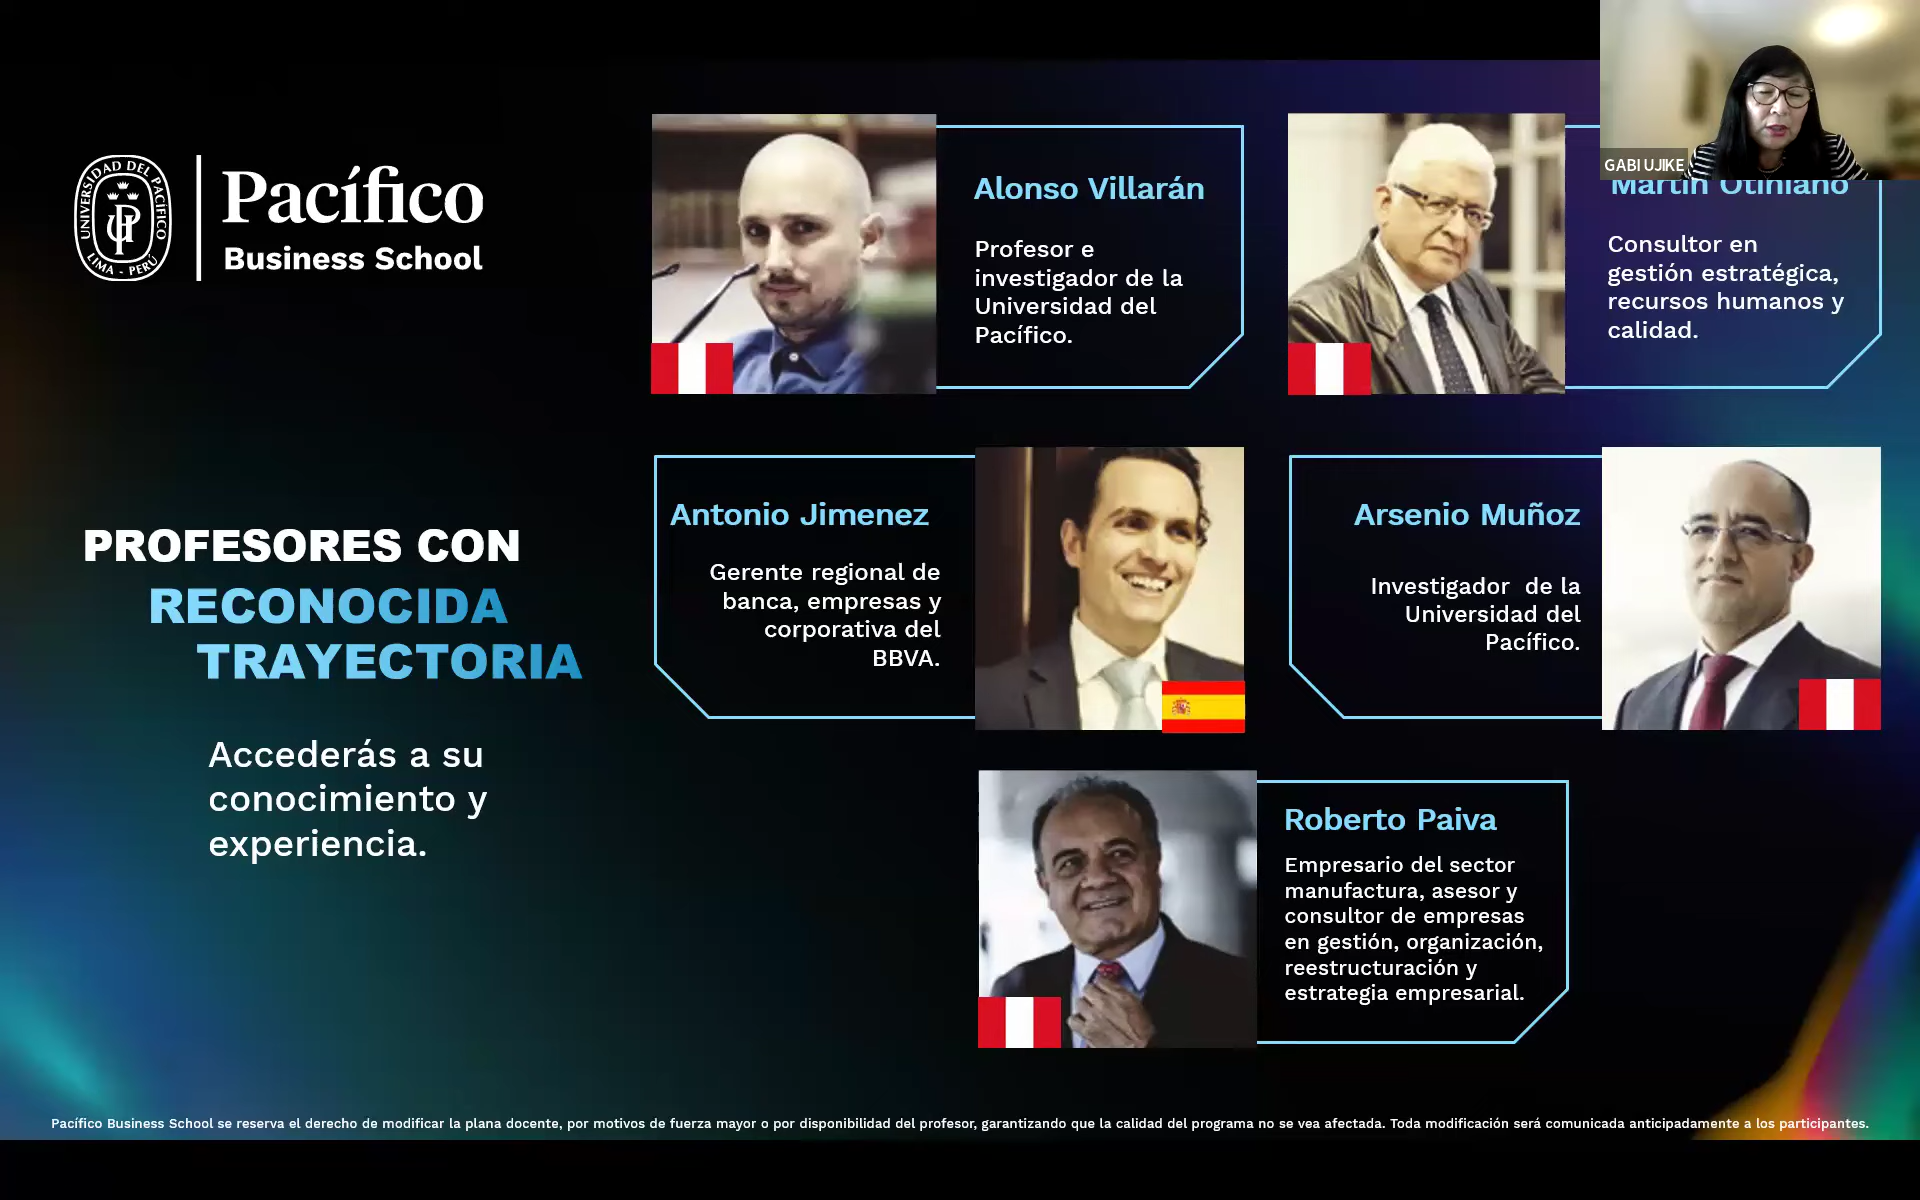 UNIVERSIDAD DEL PACÍFICO
LIMA - PERÚ
Pacífico
Business School
PROFESORES CON
RECONOCIDA
TRAYECTORIA
Accederás a su
conocimiento y
experiencia.
Alonso Villarán
Profesor e
investigador de la
Universidad del
Pacífico.
GABI UJIKE
Martin Otiniano
Consultor en
gestión estratégica,
recursos humanos y
calidad.
Antonio Jimenez
Gerente regional de
banca, empresas y
corporativa del
BBVA.
Arsenio Muñoz
Investigador de la
Universidad del
Pacífico.
Roberto Paiva
Empresario del sector
manufactura, asesor y
consultor de empresas
en gestión, organización,
reestructuración y
estrategia empresarial.
Pacífico Business School se reserva el derecho de modificar la plana docente, por motivos de fuerza mayor o por disponibilidad del profesor, garantizando que la calidad del programa no se vea afectada. Toda modificación será comunicada anticipadamente a los participantes.